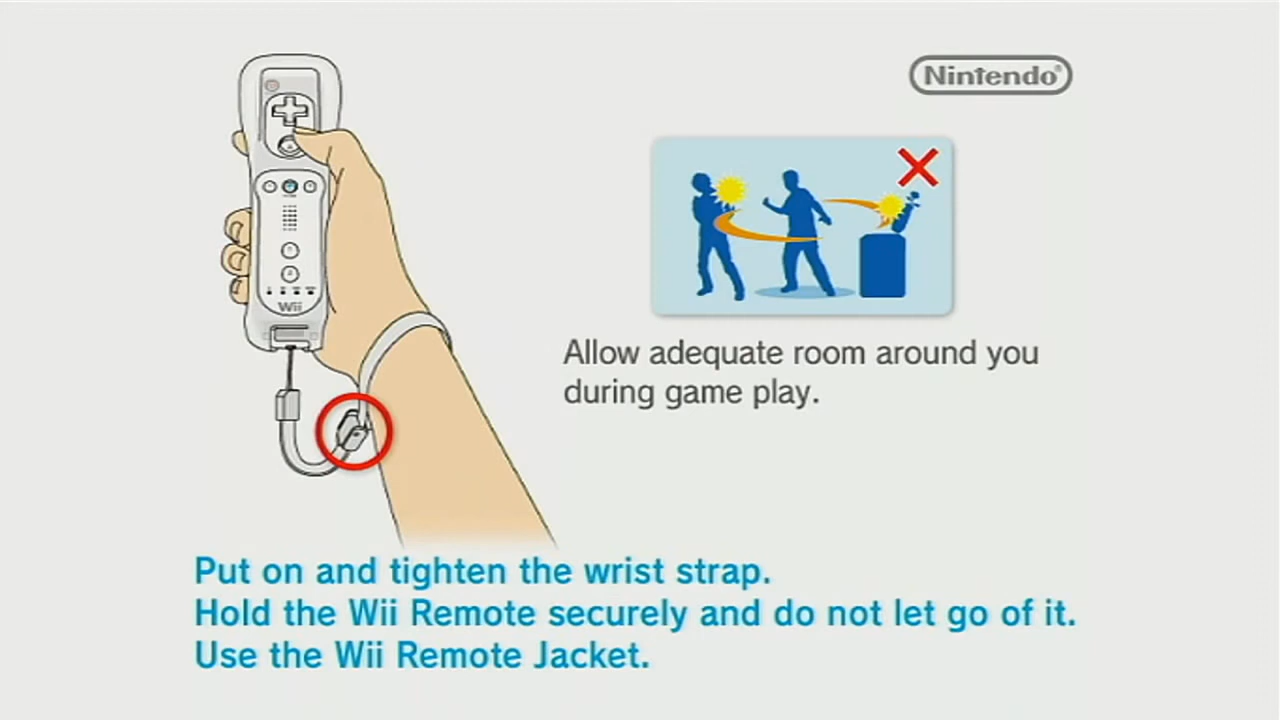 Nintendo®
Wii
Allow adequate room around you
during game play.
Put on and tighten the wrist strap.
Hold the Wii Remote securely and do not let go of it.
Use the Wii Remote Jacket.